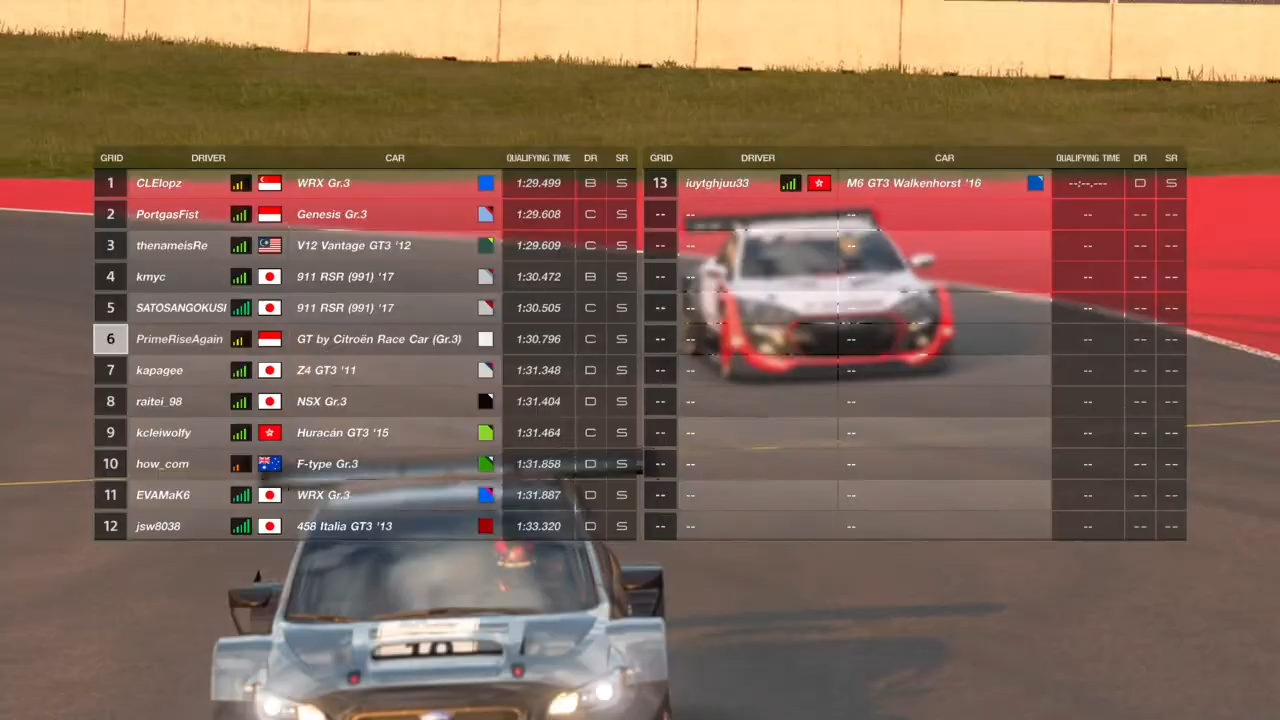 GRID DRIVER CAR QUALIFYING TIME DR SR
1 CLElopz WRX Gr.3 1:29.499 B S
2 PortgasFist Genesis Gr.3 1:29.608 C S
3 thenameisRe V12 Vantage GT3 '12 1:29.609 C S
4 kmyc 911 RSR (991) '17 1:30.472 B S
5 SATOSANGOKUSI 911 RSR (991) '17 1:30.505 C S
6 PrimeRiseAgain GT by Citroën Race Car (Gr.3) 1:30.796 C S
7 kapagee Z4 GT3 '11 1:31.348 D S
8 raitei_98 NSX Gr.3 1:31.404 D S
9 kcleiwolfy Huracán GT3 '15 1:31.464 C S
10 how_com F-type Gr.3 1:31.858 D S
11 EVAMaK6 WRX Gr.3 1:31.887 D S
12 jsw8038 458 Italia GT3 '13 1:33.320 D S
GRID DRIVER CAR QUALIFYING TIME DR SR
13 iuytghjuu33 M6 GT3 Walkenhorst '16 --:--,--- D S
-- -- -- -- -- --
-- -- -- -- -- --
-- -- -- -- -- --
-- -- -- -- -- --
-- -- -- -- -- --
-- -- -- -- -- --
-- -- -- -- -- --
-- -- -- -- -- --
-- -- -- -- -- --
-- -- -- -- -- --
-- -- -- -- -- --